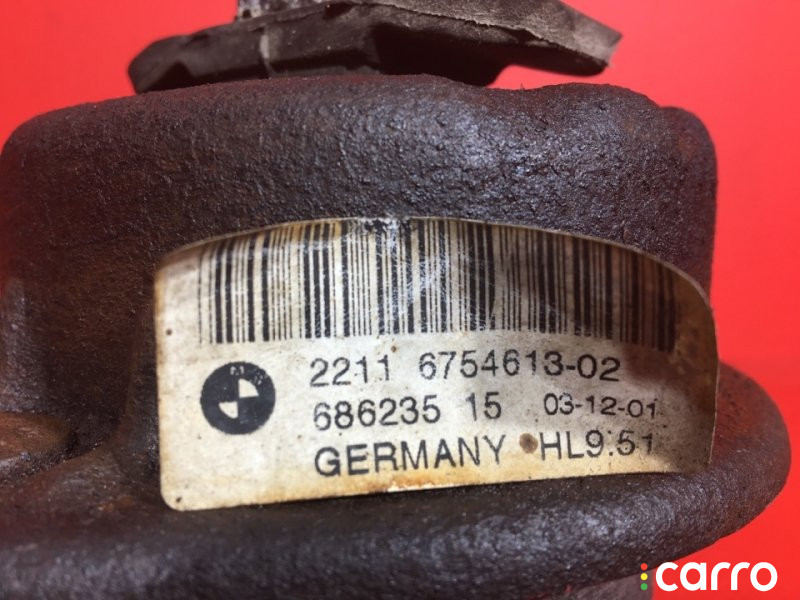 2211 6754613-02
686235 15 03-12-01
GERMANY HL9.51
carro